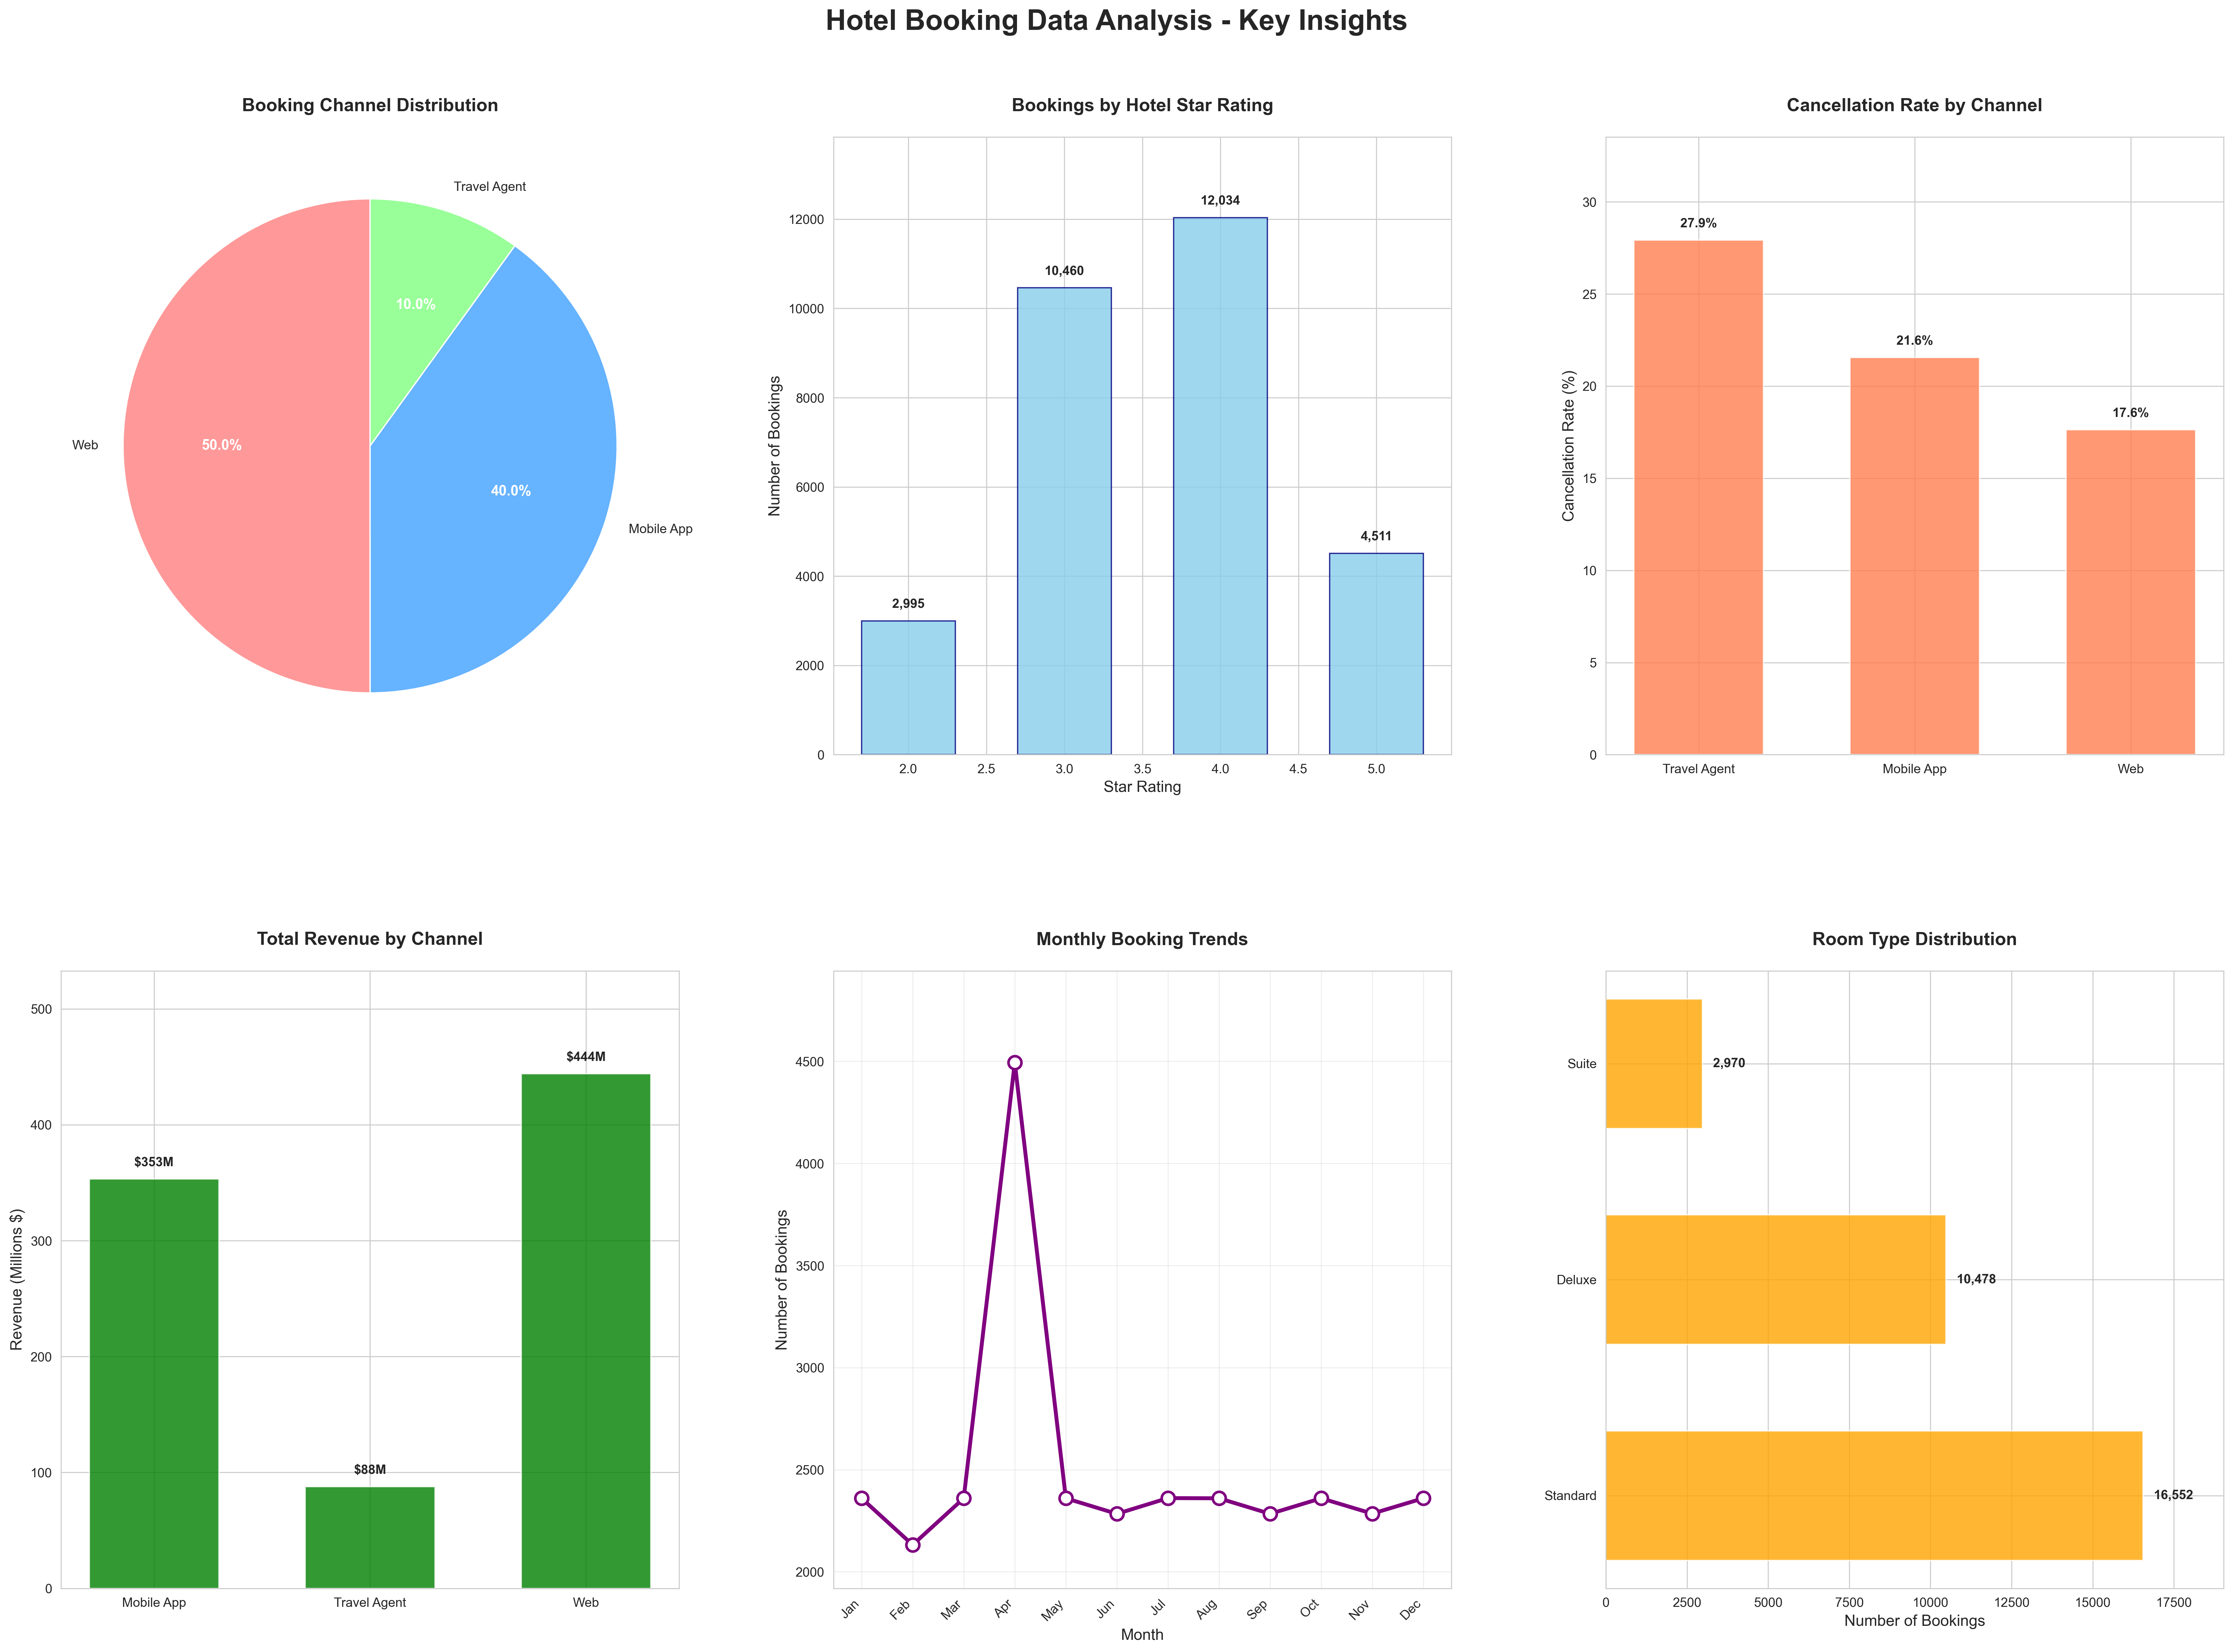 Hotel Booking Data Analysis - Key Insights
Booking Channel Distribution
Travel Agent
10.0%
Web
50.0%
40.0%
Mobile App
Bookings by Hotel Star Rating
Number of Bookings
12000
10000
8000
6000
4000
2000
0
2,995
10,460
12,034
4,511
2.0 2.5 3.0 3.5 4.0 4.5 5.0
Star Rating
Cancellation Rate by Channel
Cancellation Rate (%)
30
25
20
15
10
5
0
27.9%
21.6%
17.6%
Travel Agent Mobile App Web
Total Revenue by Channel
Revenue (Millions $)
500
400
300
200
100
0
$353M
$88M
$444M
Mobile App Travel Agent Web
Monthly Booking Trends
Number of Bookings
4500
4000
3500
3000
2500
2000
Jan Feb Mar Apr May Jun Jul Aug Sep Oct Nov Dec
Month
Room Type Distribution
Suite
2,970
Deluxe
10,478
Standard
16,552
0 2500 5000 7500 10000 12500 15000 17500
Number of Bookings